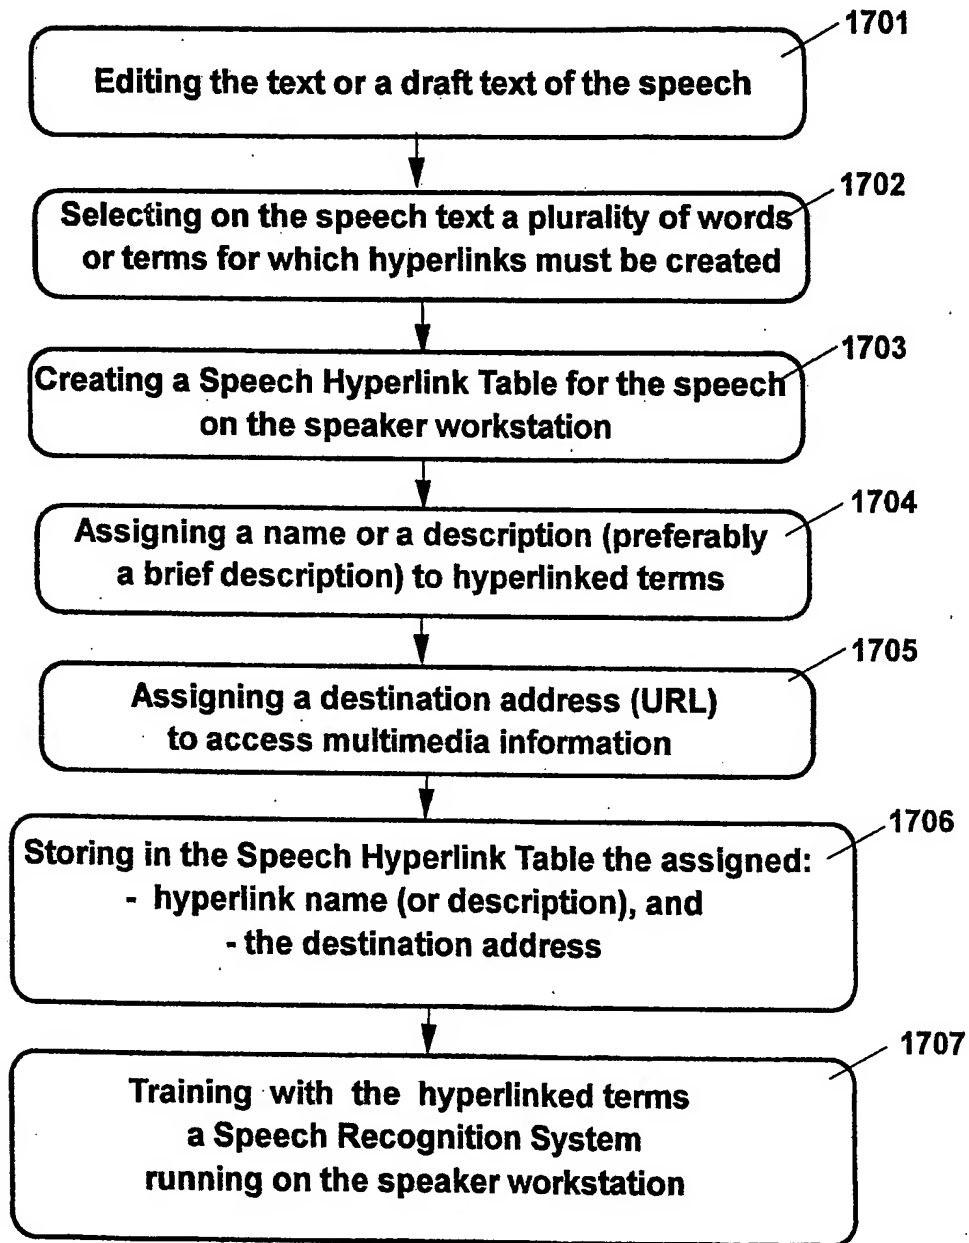 1701
Editing the text or a draft text of the speech
1702
Selecting on the speech text a plurality of words
or terms for which hyperlinks must be created
1703
Creating a Speech Hyperlink Table for the speech
on the speaker workstation
1704
Assigning a name or a description (preferably
a brief description) to hyperlinked terms
1705
Assigning a destination address (URL)
to access multimedia information
1706
Storing in the Speech Hyperlink Table the assigned:
- hyperlink name (or description), and
- the destination address
1707
Training with the hyperlinked terms
a Speech Recognition System
running on the speaker workstation